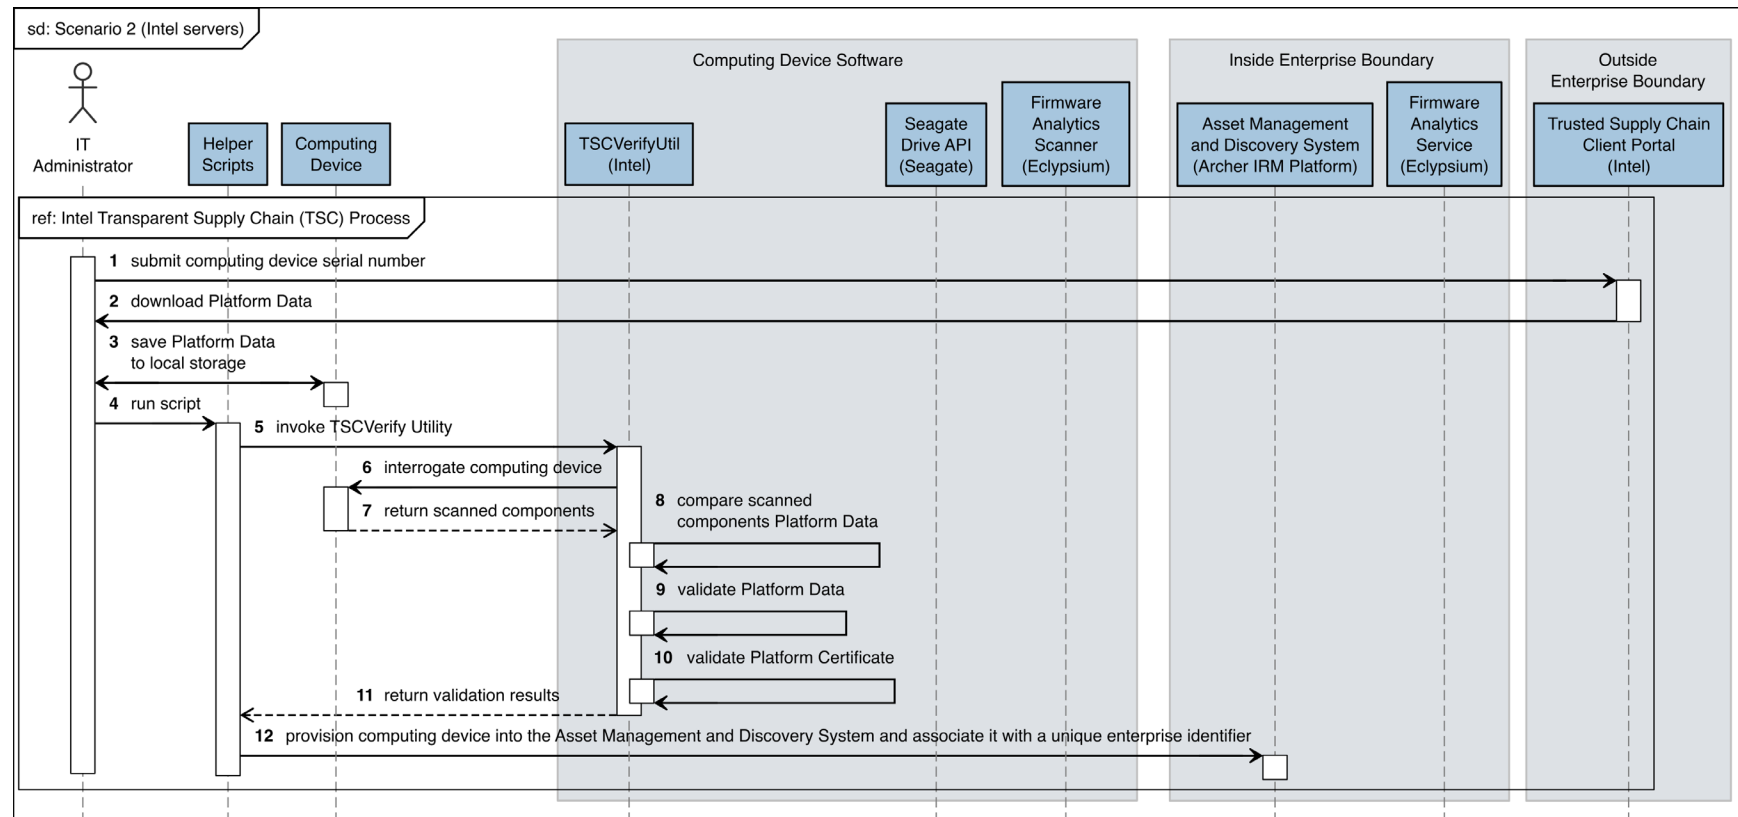 sd: Scenario 2 (Intel servers)
Computing Device Software
Inside Enterprise Boundary
Outside
Enterprise Boundary
IT
Administrator
Helper
Scripts
Computing
Device
TSCVerifyUtil
(Intel)
Seagate
Drive API
(Seagate)
Firmware
Analytics
Scanner
(Eclypsium)
Asset Management
and Discovery System
(Archer IRM Platform)
Firmware
Analytics
Service
(Eclypsium)
Trusted Supply Chain
Client Portal
(Intel)
ref: Intel Transparent Supply Chain (TSC) Process
1 submit computing device serial number
2 download Platform Data
3 save Platform Data
to local storage
4 run script
5 invoke TSCVerify Utility
6 interrogate computing device
7 return scanned components
8 compare scanned
components Platform Data
9 validate Platform Data
10 validate Platform Certificate
11 return validation results
12 provision computing device into the Asset Management and Discovery System and associate it with a unique enterprise identifier